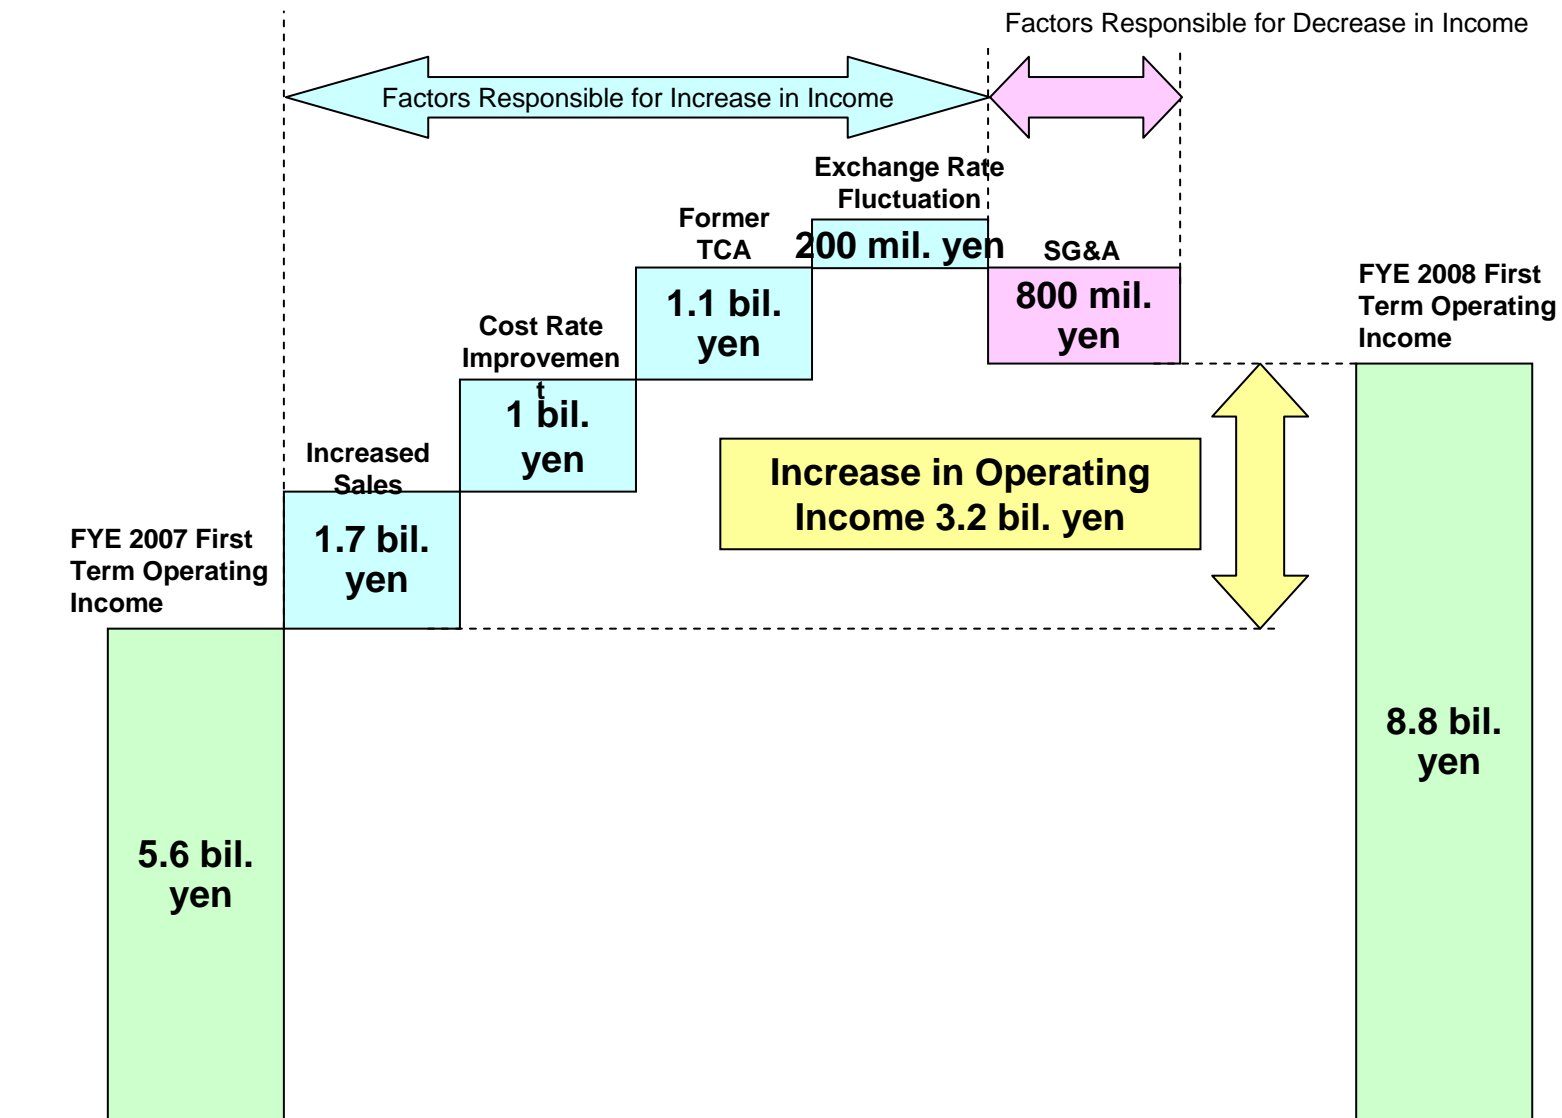 Factors Responsible for Decrease in Income
Factors Responsible for Increase in Income
Exchange Rate
Fluctuation
200 mil. yen
Former
TCA
1.1 bil.
yen
SG&A
800 mil.
yen
FYE 2008 First
Term Operating
Income
Cost Rate
Improvemen
t
1 bil.
yen
Increased
Sales
1.7 bil.
yen
Increase in Operating
Income 3.2 bil. yen
FYE 2007 First
Term Operating
Income
5.6 bil.
yen
8.8 bil.
yen